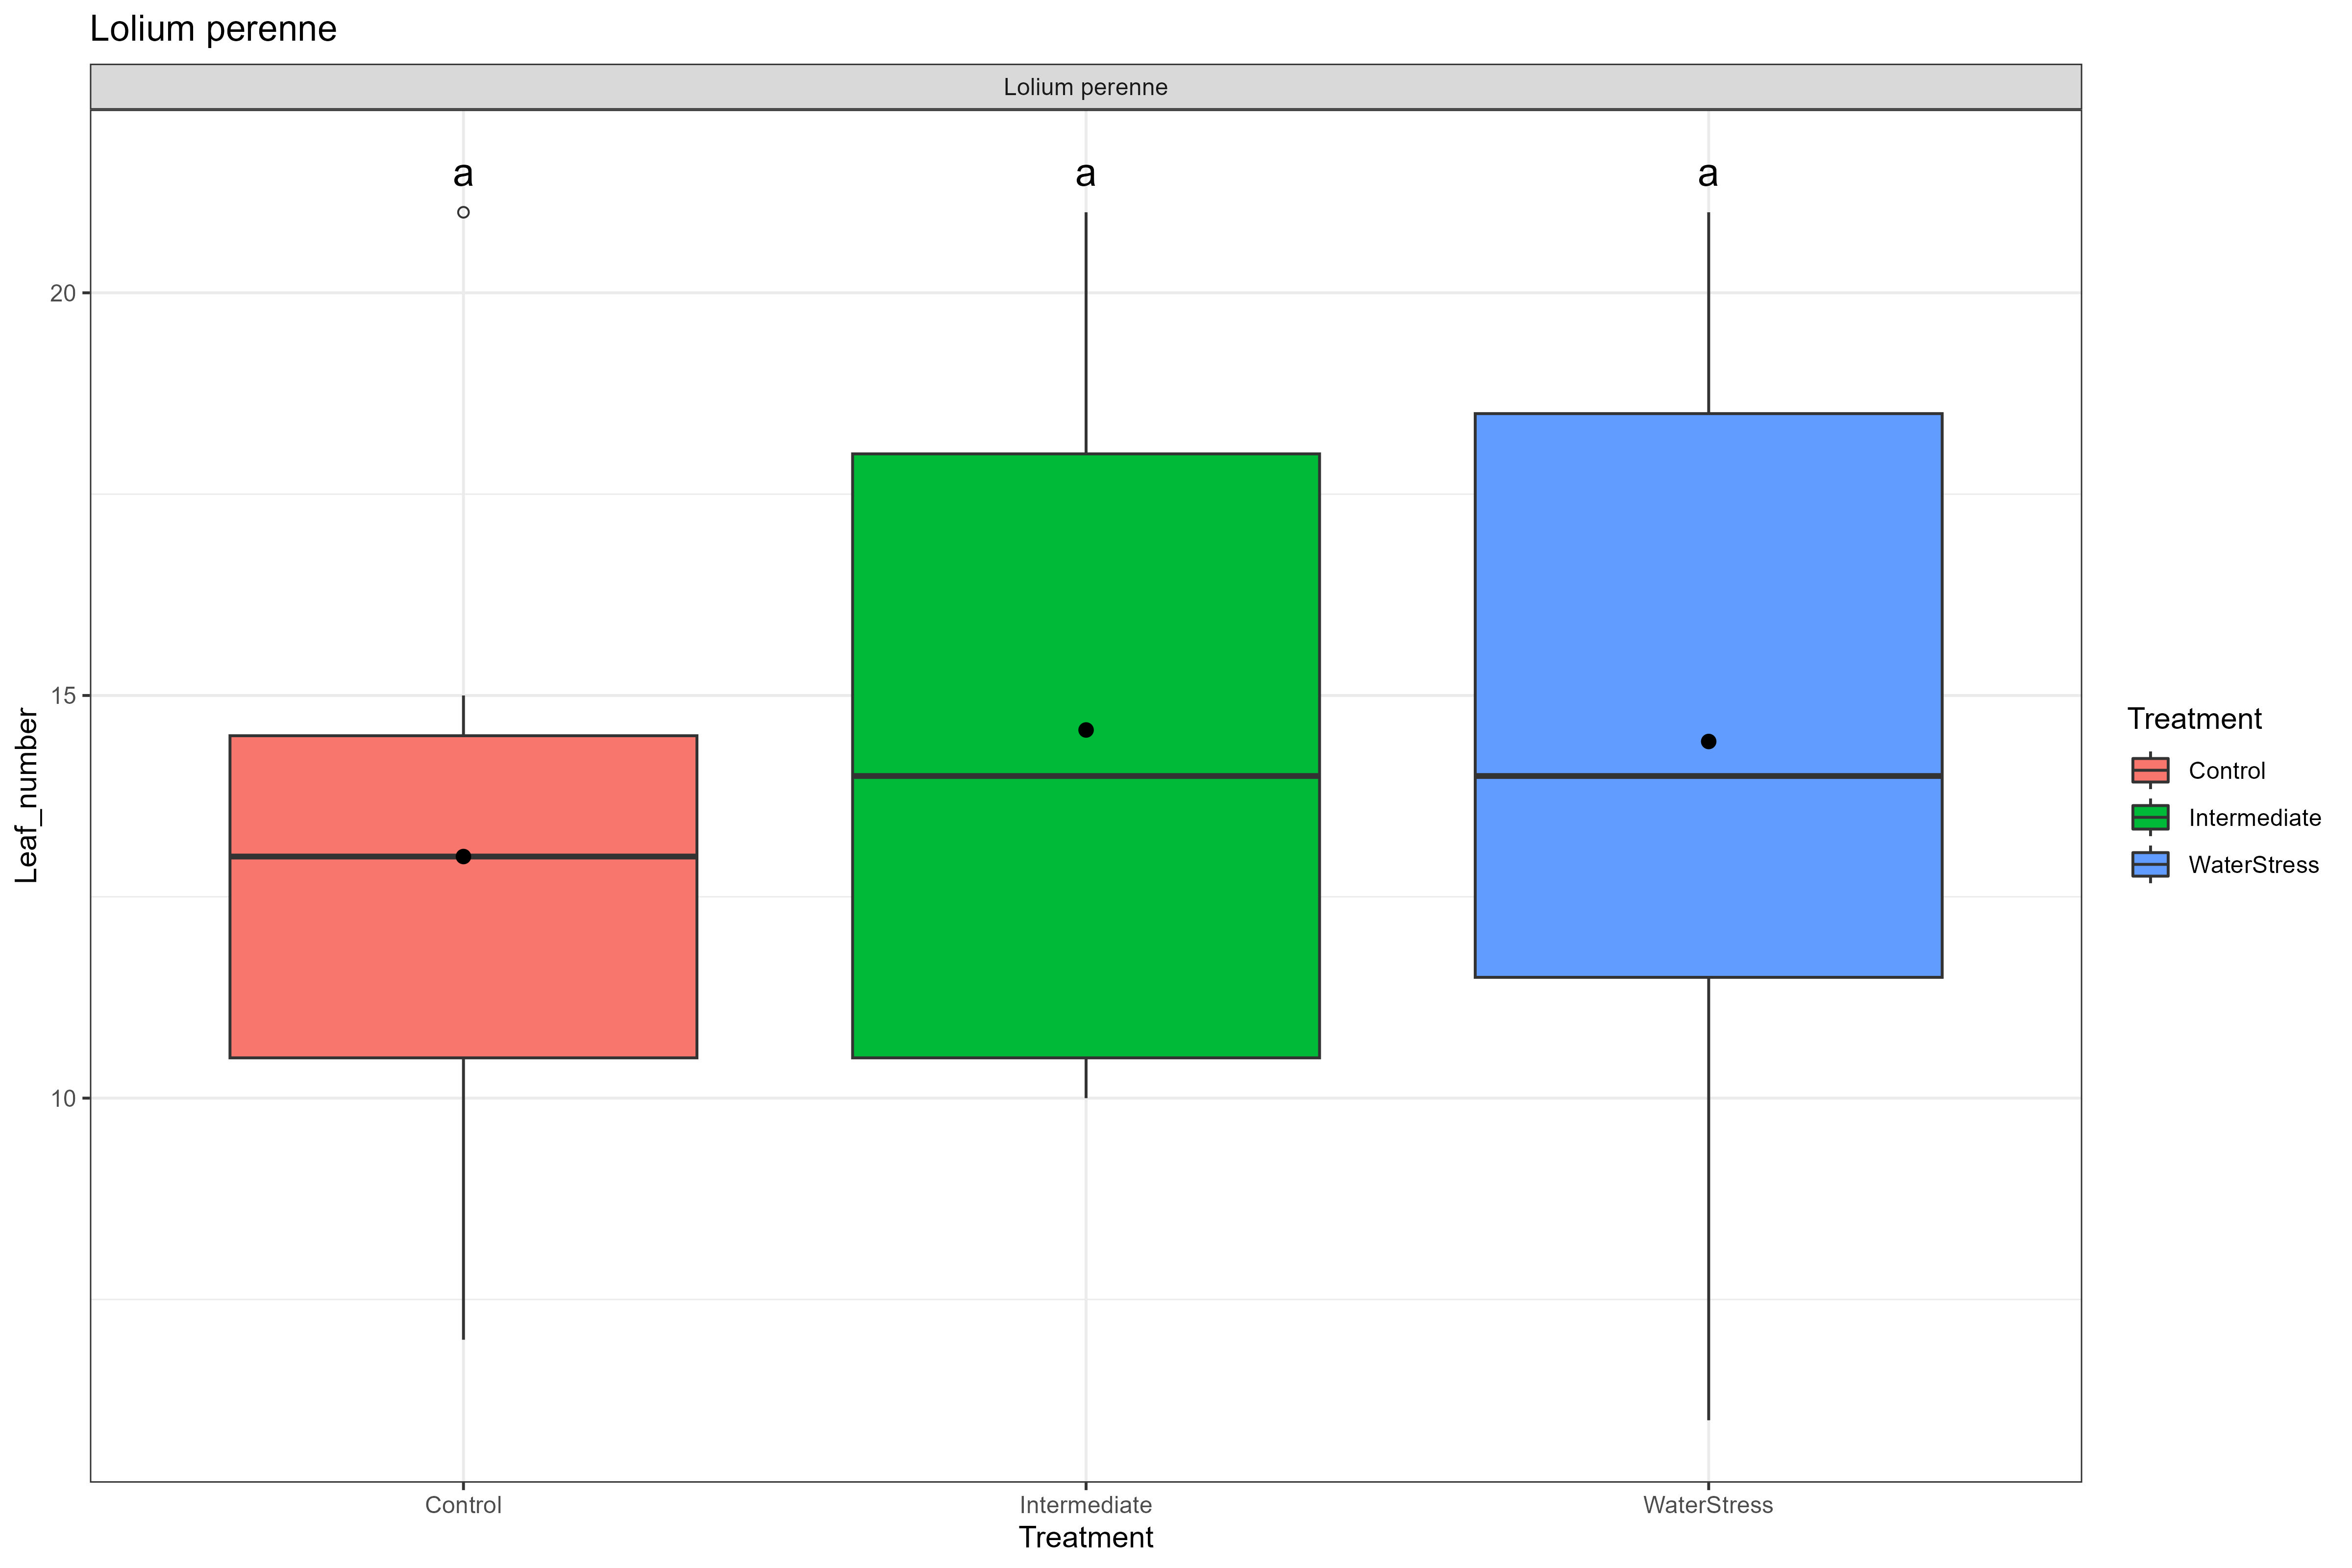 Lolium perenne
Lolium perenne
a a a
20
15
10
Leaf_number
Control Intermediate WaterStress
Treatment
Treatment
Control
Intermediate
WaterStress